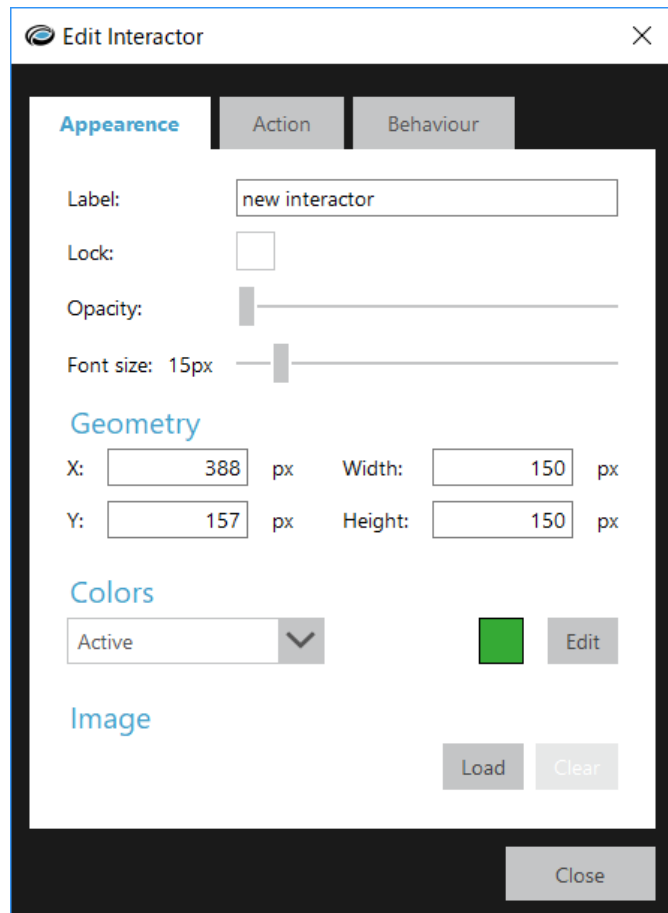 Edit Interactor
Appearence Action Behaviour
Label: new interactor
Lock:
Opacity:
Font size: 15px
Geometry
X: 388 px Width: 150 px
Y: 157 px Height: 150 px
Colors
Active Edit
Image
Load Clear
Close